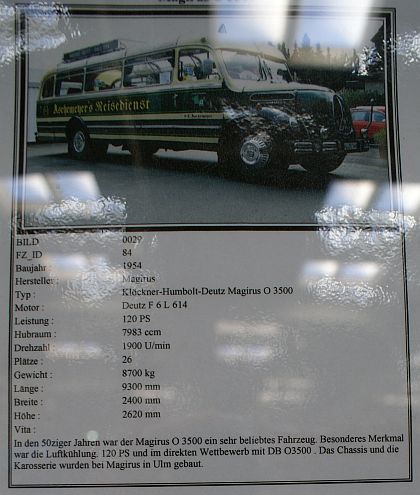 Aschemeyer's Reisedienst
BILD 0029
FZ_ID 84
Baujahr : 1954
Hersteller : Magirus
Typ : Klöckner-Humbolt-Deutz Magirus O 3500
Motor : Deutz F 6 L 614
Leistung : 120 PS
Hubraum : 7983 ccm
Drehzahl : 1900 U/min
Plätze : 26
Gewicht : 8700 kg
Länge : 9300 mm
Breite : 2400 mm
Höhe : 2620 mm
Vita :
In den 50ziger Jahren war der Magirus O 3500 ein sehr beliebtes Fahrzeug. Besonderes Merkmal
war die Luftkühlung. 120 PS und im direkten Wettbewerb mit DB O3500 . Das Chassis und die
Karosserie wurden bei Magirus in Ulm gebaut.